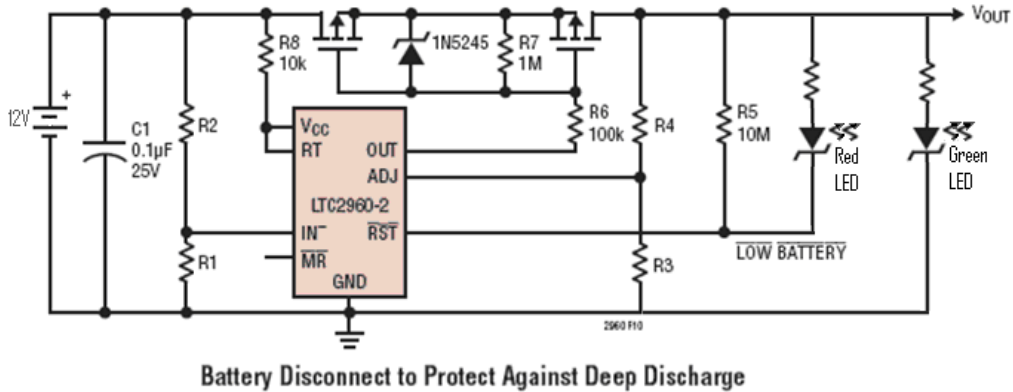 VOUT
R8
10k
1N5245
R7
1M
12V
+
C1
0.1µF
25V
R2
VCC
RT
OUT
ADJ
R6
100k
R4
R5
10M
Red
LED
Green
LED
LTC2960-2
IN–
RST
MR
GND
R1
R3
LOW BATTERY
2960 F10
Battery Disconnect to Protect Against Deep Discharge